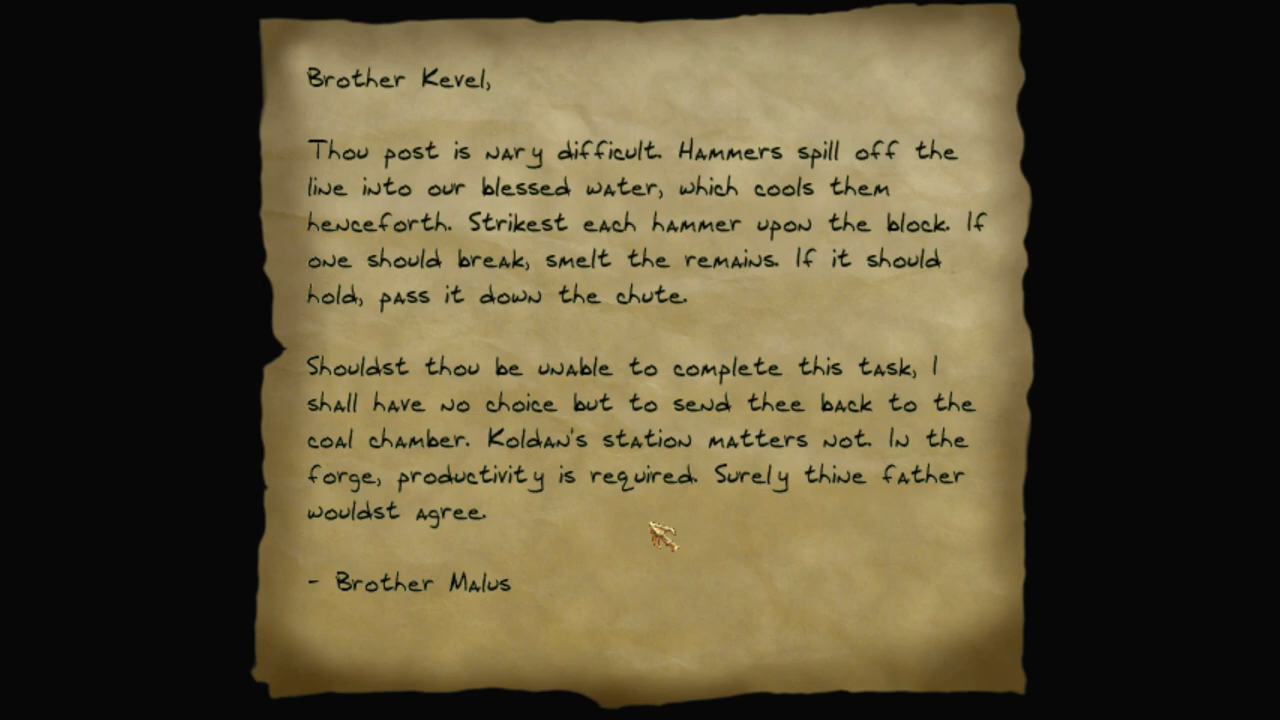 Brother Kevel,
Thou post is nary difficult. Hammers spill off the
line into our blessed water, which cools them
henceforth. Strikest each hammer upon the block. If
one should break, smelt the remains. If it should
hold, pass it down the chute.
Shouldst thou be unable to complete this task, I
shall have no choice but to send thee back to the
coal chamber. Koldan's station matters not. In the
forge, productivity is required. Surely thine father
wouldst agree.
- Brother Malus